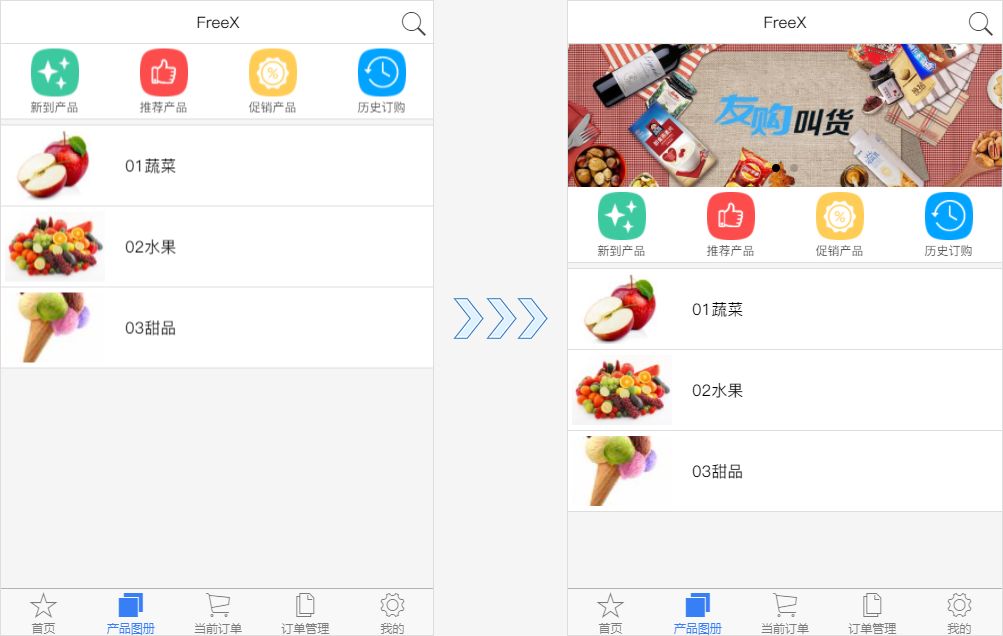 FreeX
新到产品 推荐产品 促销产品 历史订购
01蔬菜
02水果
03甜品
首页 产品图册 当前订单 订单管理 我的
FreeX
友购叫货
新到产品 推荐产品 促销产品 历史订购
01蔬菜
02水果
03甜品
首页 产品图册 当前订单 订单管理 我的